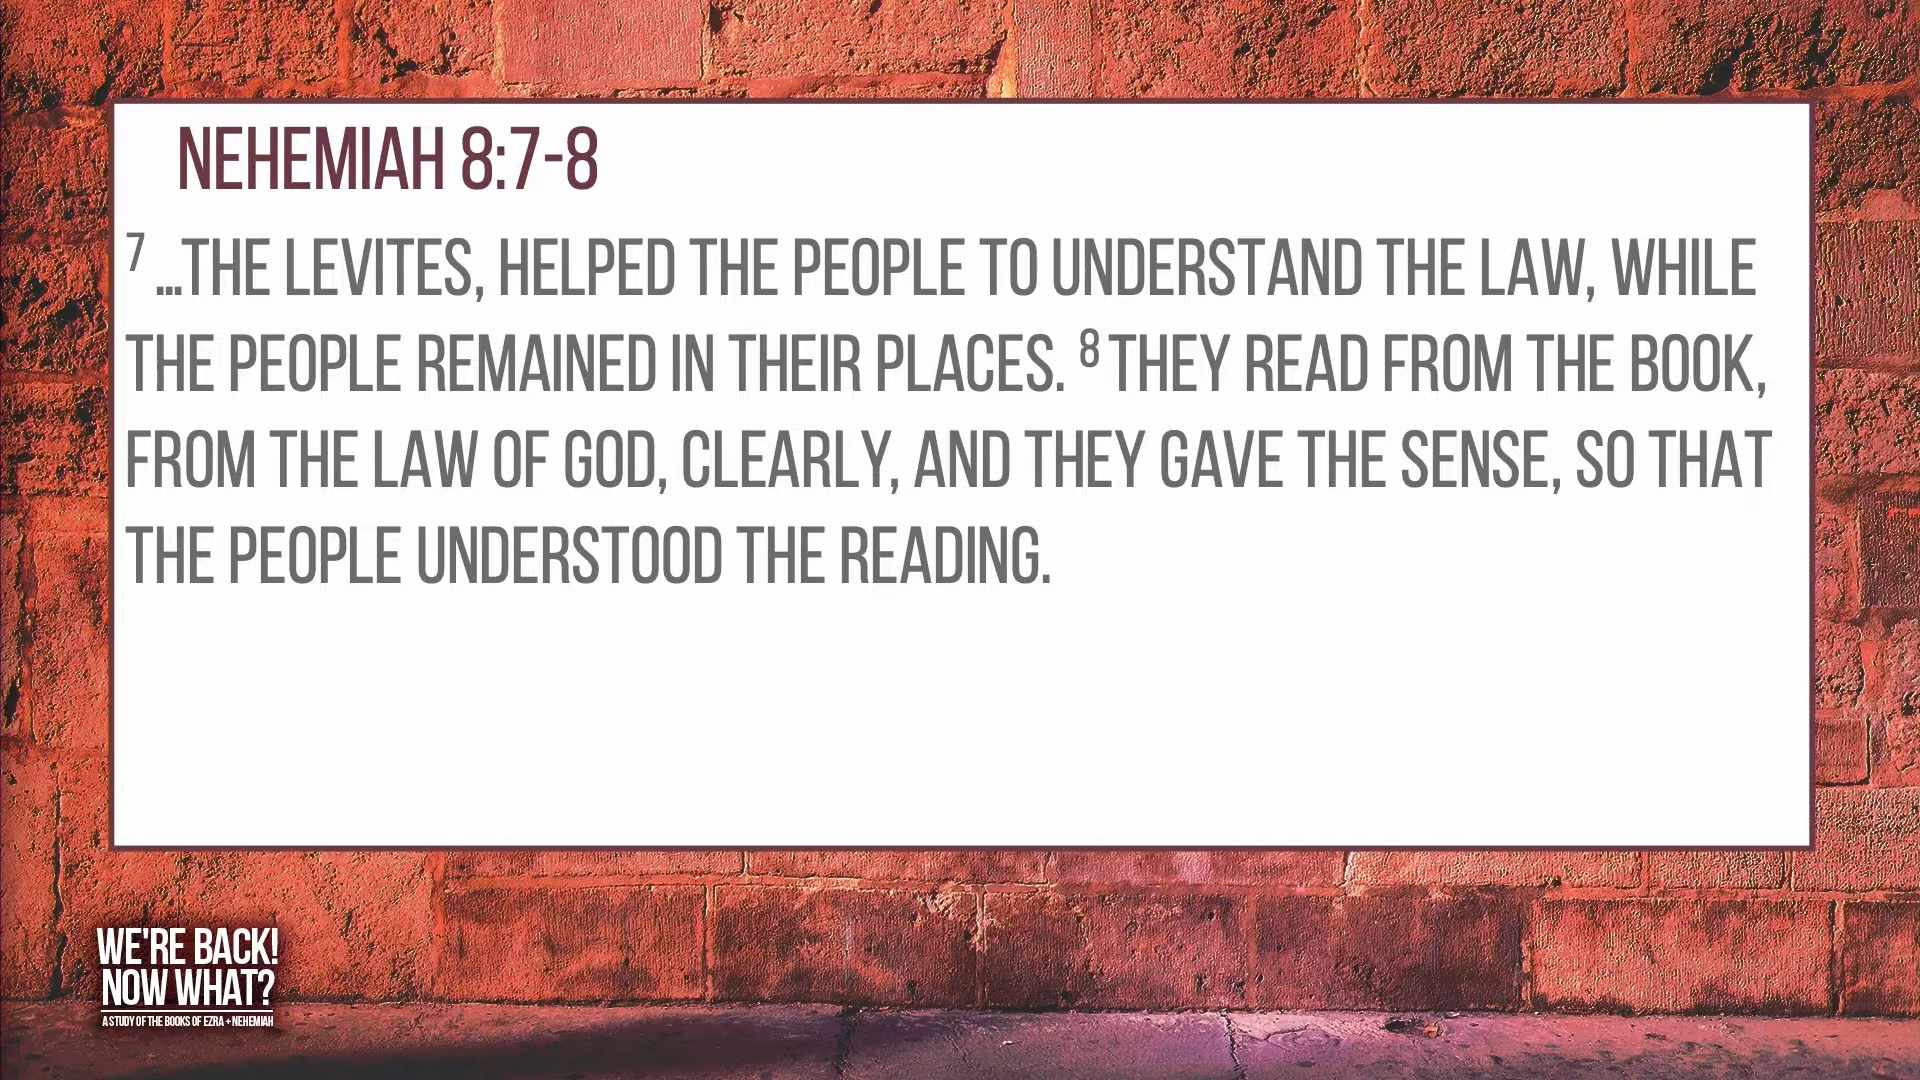 NEHEMIAH 8:7-8
7 ...THE LEVITES, HELPED THE PEOPLE TO UNDERSTAND THE LAW, WHILE
THE PEOPLE REMAINED IN THEIR PLACES. 8 THEY READ FROM THE BOOK,
FROM THE LAW OF GOD, CLEARLY, AND THEY GAVE THE SENSE, SO THAT
THE PEOPLE UNDERSTOOD THE READING.
WE'RE BACK!
NOW WHAT?
A STUDY OF THE BOOKS OF EZRA + NEHEMIAH